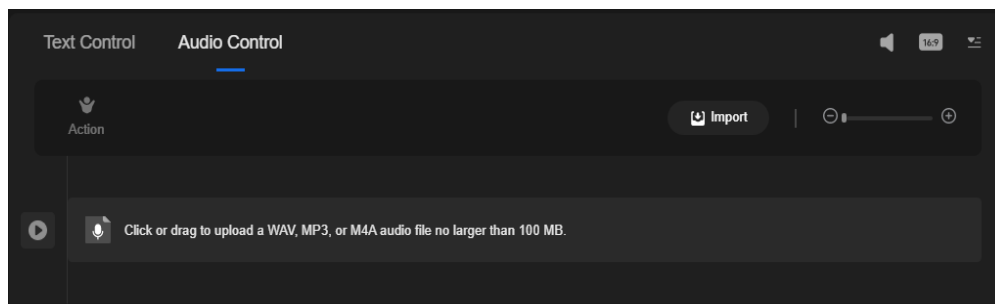 Text Control
Audio Control
16:9
Action
Import
Click or drag to upload a WAV, MP3, or M4A audio file no larger than 100 MB.